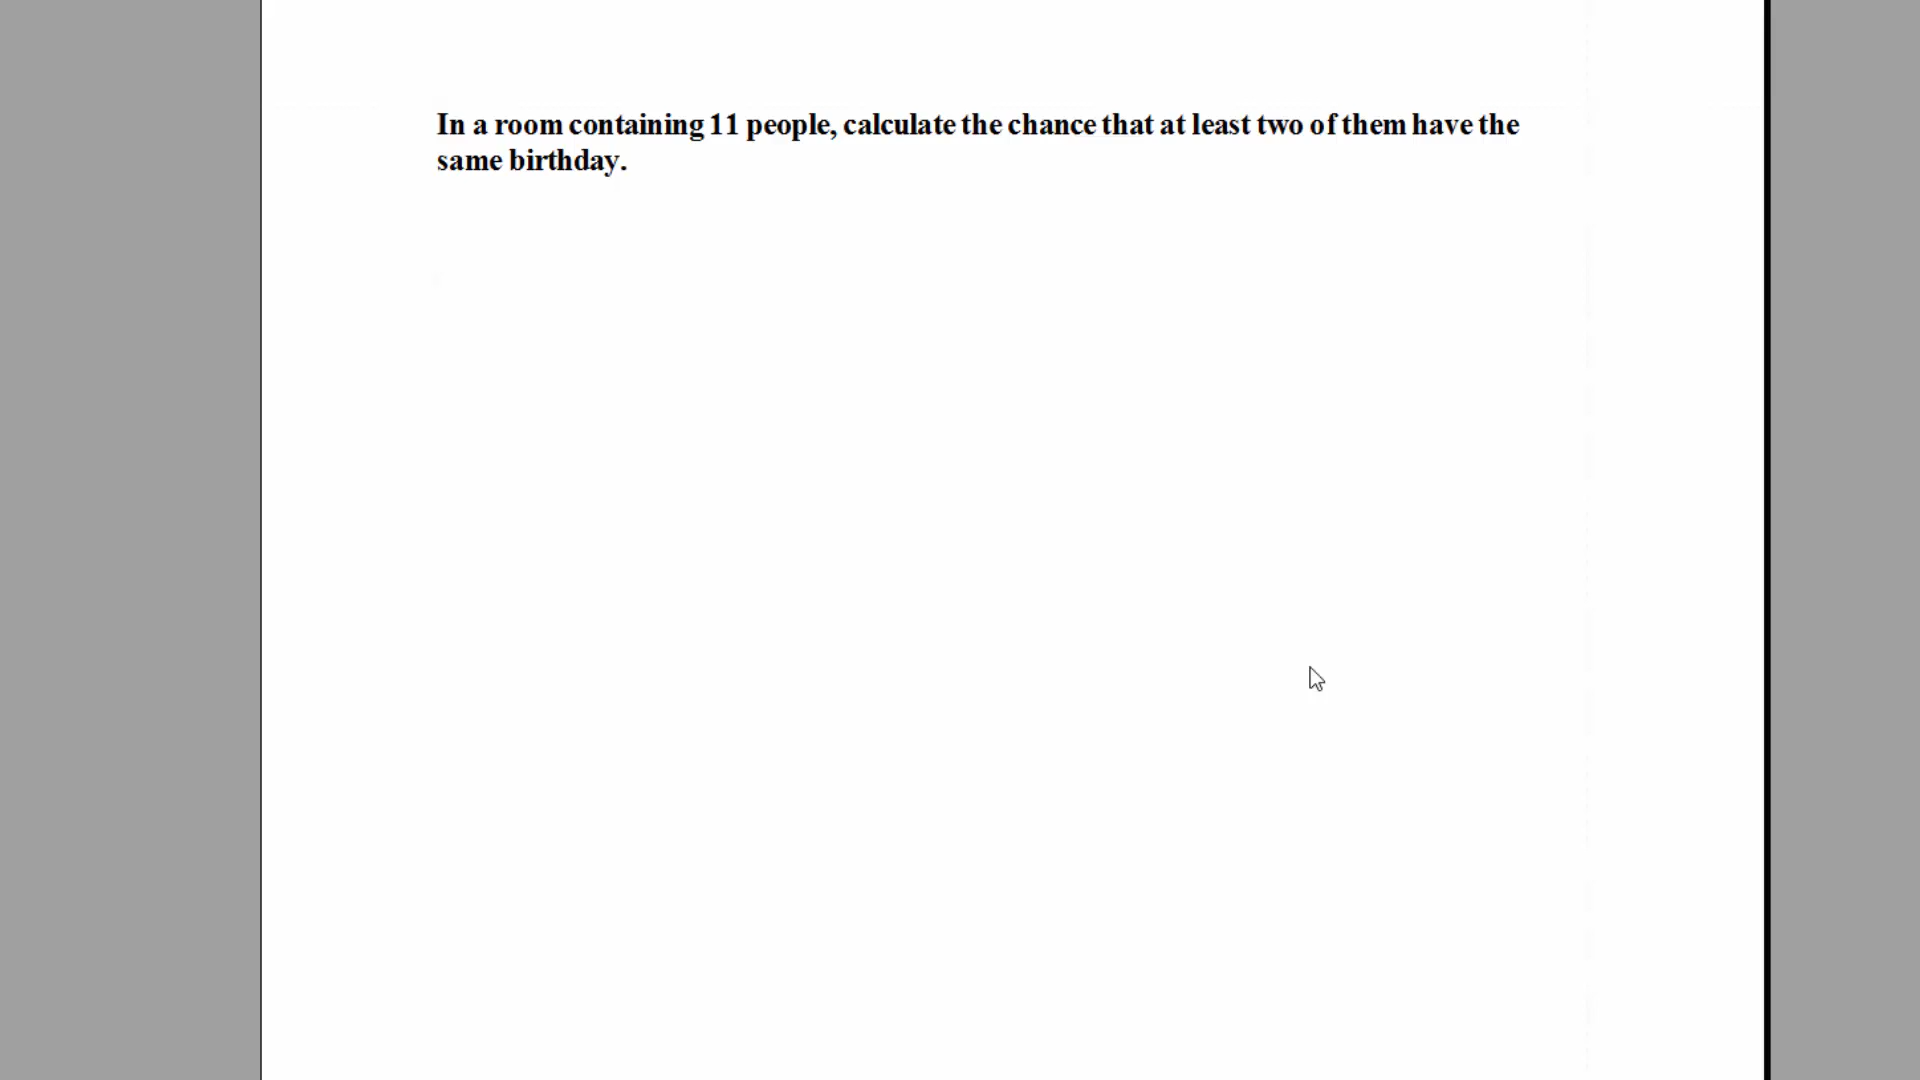 In a room containing 11 people, calculate the chance that at least two of them have the
same birthday.